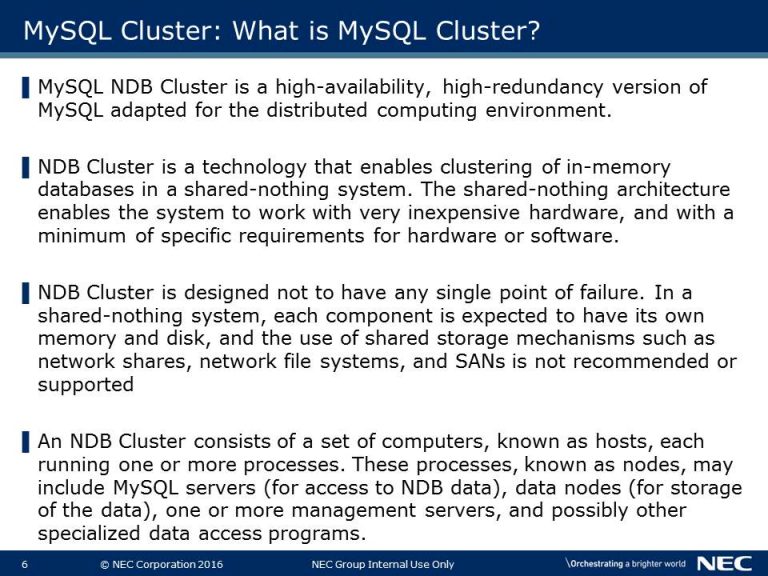 MySQL Cluster: What is MySQL Cluster?
MySQL NDB Cluster is a high-availability, high-redundancy version of
MySQL adapted for the distributed computing environment.
NDB Cluster is a technology that enables clustering of in-memory
databases in a shared-nothing system. The shared-nothing architecture
enables the system to work with very inexpensive hardware, and with a
minimum of specific requirements for hardware or software.
NDB Cluster is designed not to have any single point of failure. In a
shared-nothing system, each component is expected to have its own
memory and disk, and the use of shared storage mechanisms such as
network shares, network file systems, and SANs is not recommended or
supported
An NDB Cluster consists of a set of computers, known as hosts, each
running one or more processes. These processes, known as nodes, may
include MySQL servers (for access to NDB data), data nodes (for storage
of the data), one or more management servers, and possibly other
specialized data access programs.
6 © NEC Corporation 2016 NEC Group Internal Use Only \Orchestrating a brighter world NEC